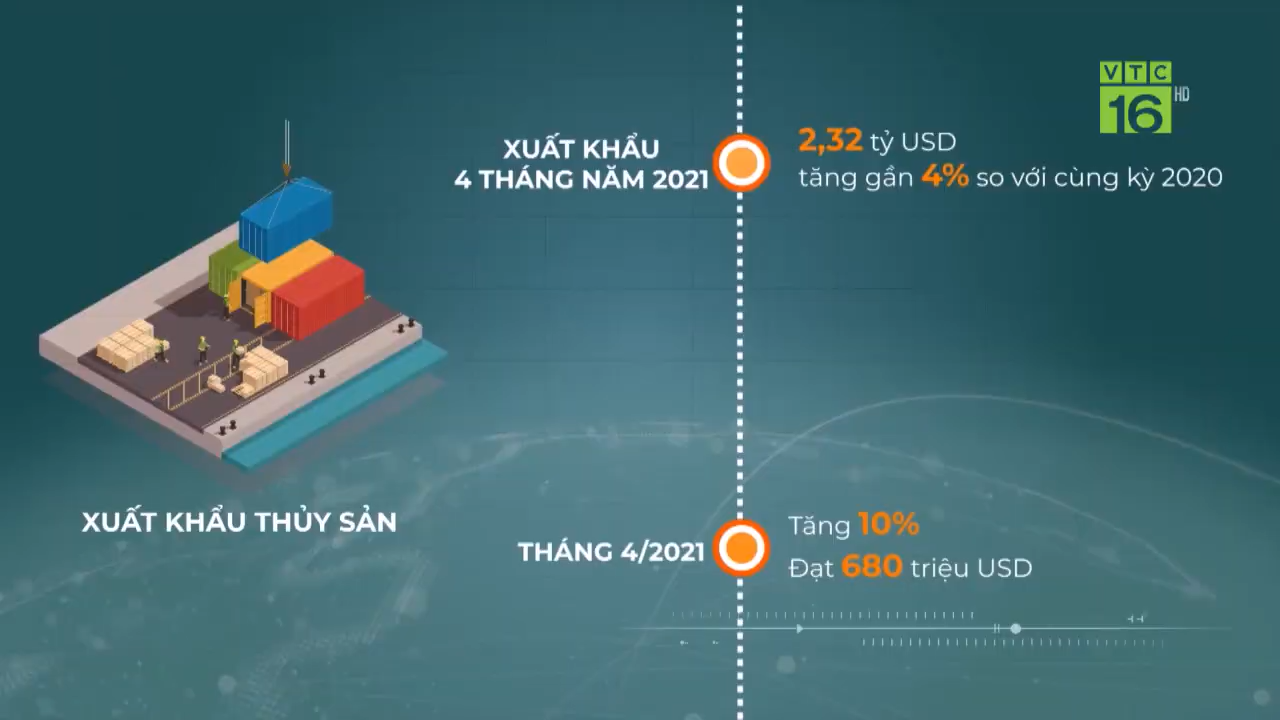 VTC
16
HD
XUẤT KHẨU
4 THÁNG NĂM 2021
2,32 tỷ USD
tăng gần 4% so với cùng kỳ 2020
XUẤT KHẨU THỦY SẢN
THÁNG 4/2021
Tăng 10%
Đạt 680 triệu USD